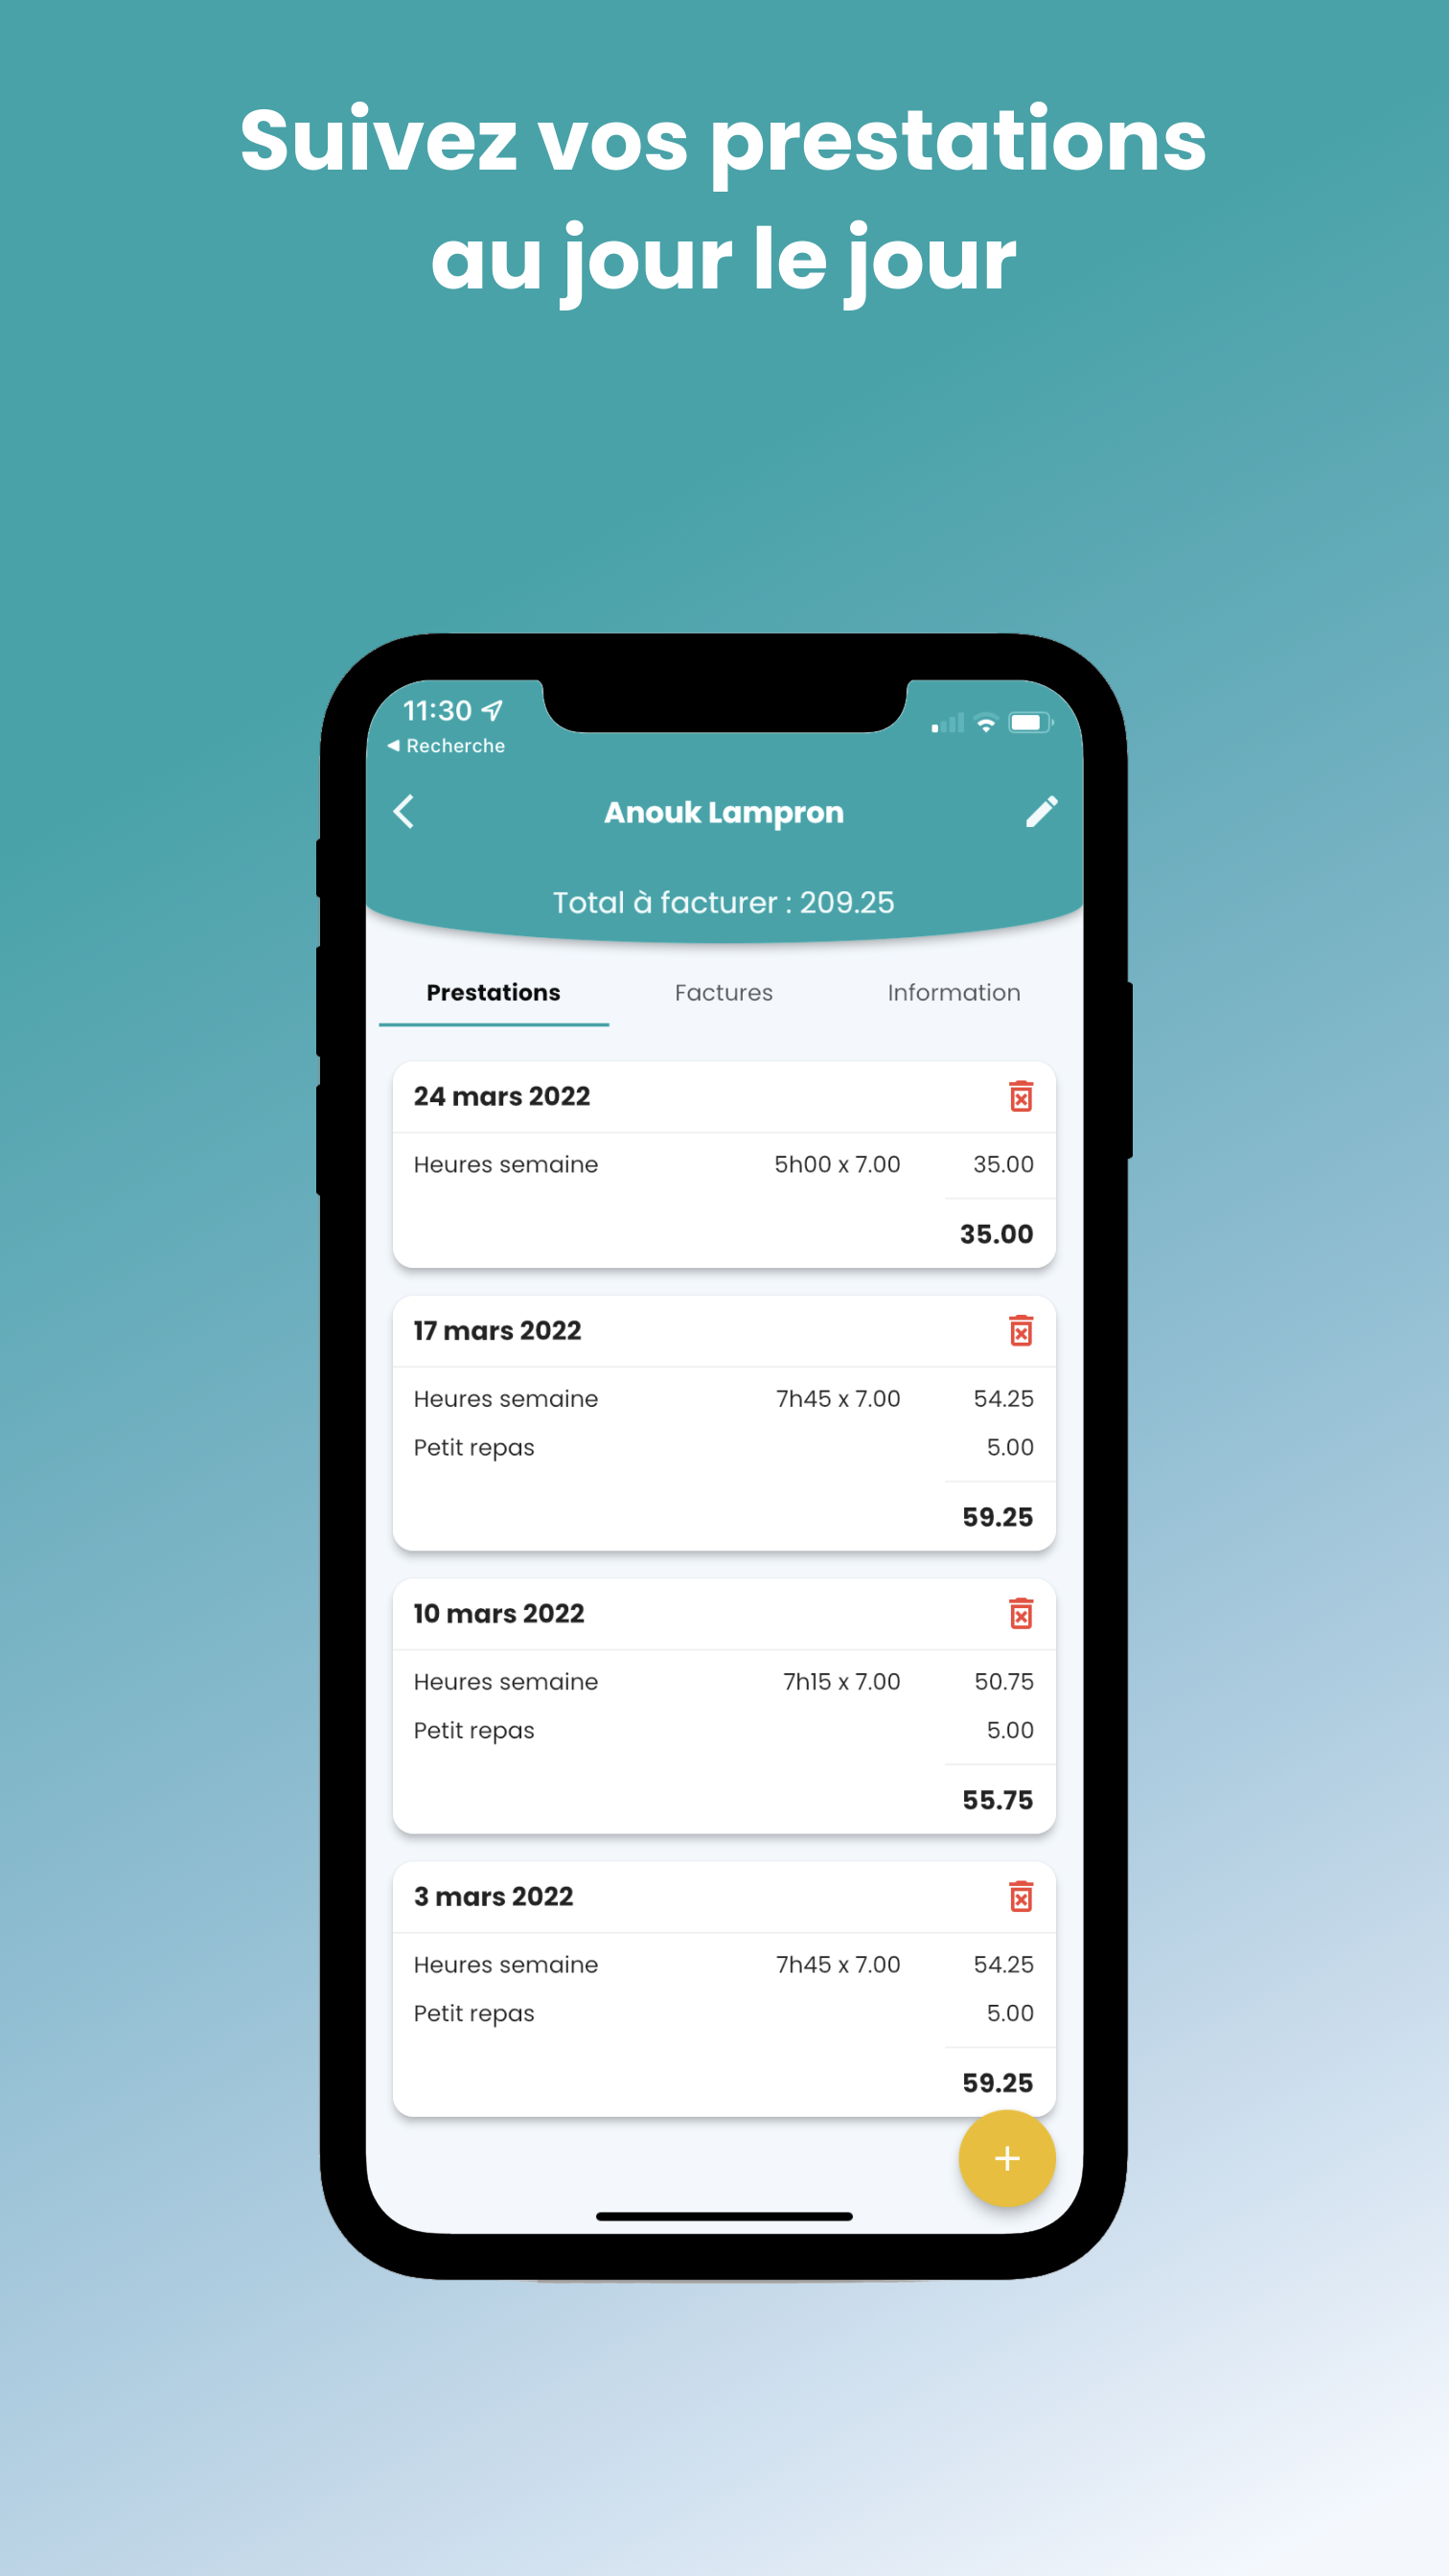 Suivez vos prestations
au jour le jour
11:30
◀ Recherche
Anouk Lampron
Total à facturer : 209.25
Prestations Factures Information
24 mars 2022
Heures semaine 5h00 x 7.00 35.00
35.00
17 mars 2022
Heures semaine 7h45 x 7.00 54.25
Petit repas 5.00
59.25
10 mars 2022
Heures semaine 7h15 x 7.00 50.75
Petit repas 5.00
55.75
3 mars 2022
Heures semaine 7h45 x 7.00 54.25
Petit repas 5.00
59.25
+